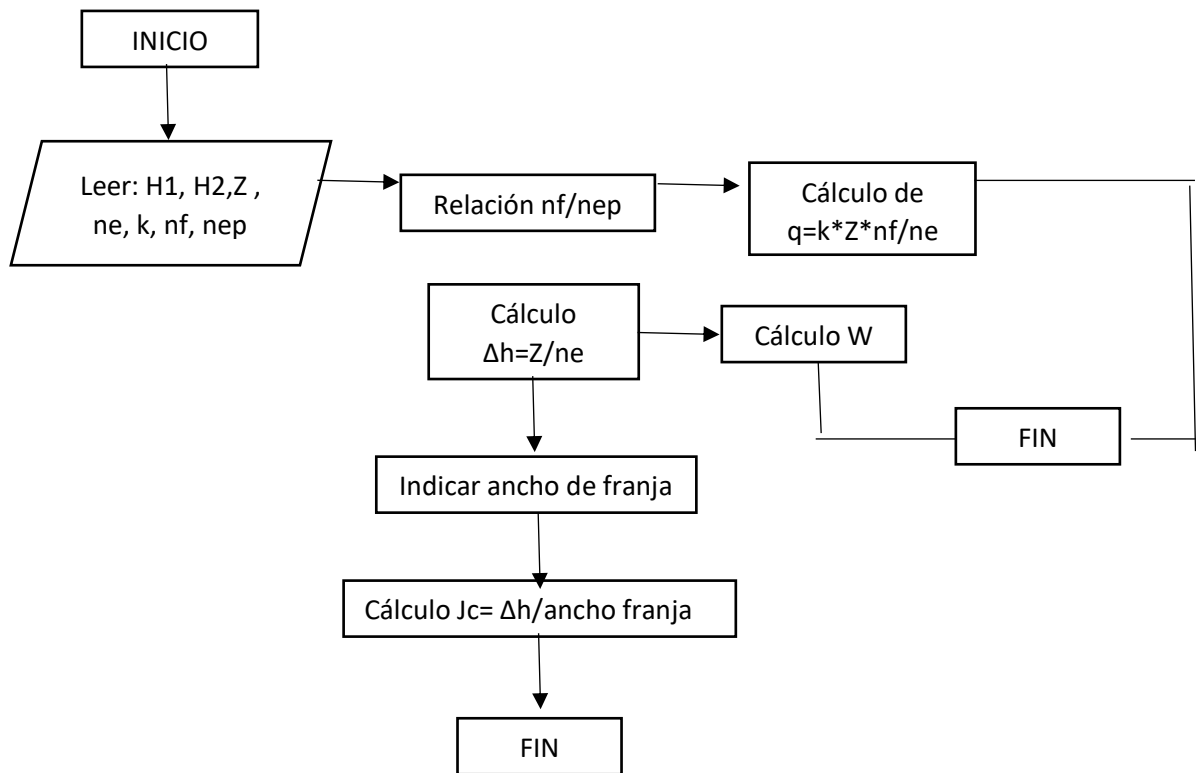 INICIO
Leer: H1, H2,Z ,
ne, k, nf, nep
Relación nf/nep
Cálculo de
q=k*Z*nf/ne
Cálculo
Δh=Z/ne
Cálculo W
FIN
Indicar ancho de franja
Cálculo Jc= Δh/ancho franja
FIN